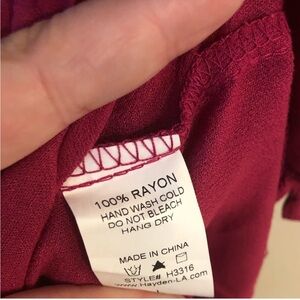 100% RAYON
HAND WASH COLD
DO NOT BLEACH
HANG DRY
MADE IN CHINA
STYLE# H3316
www.Hayden-LA.com